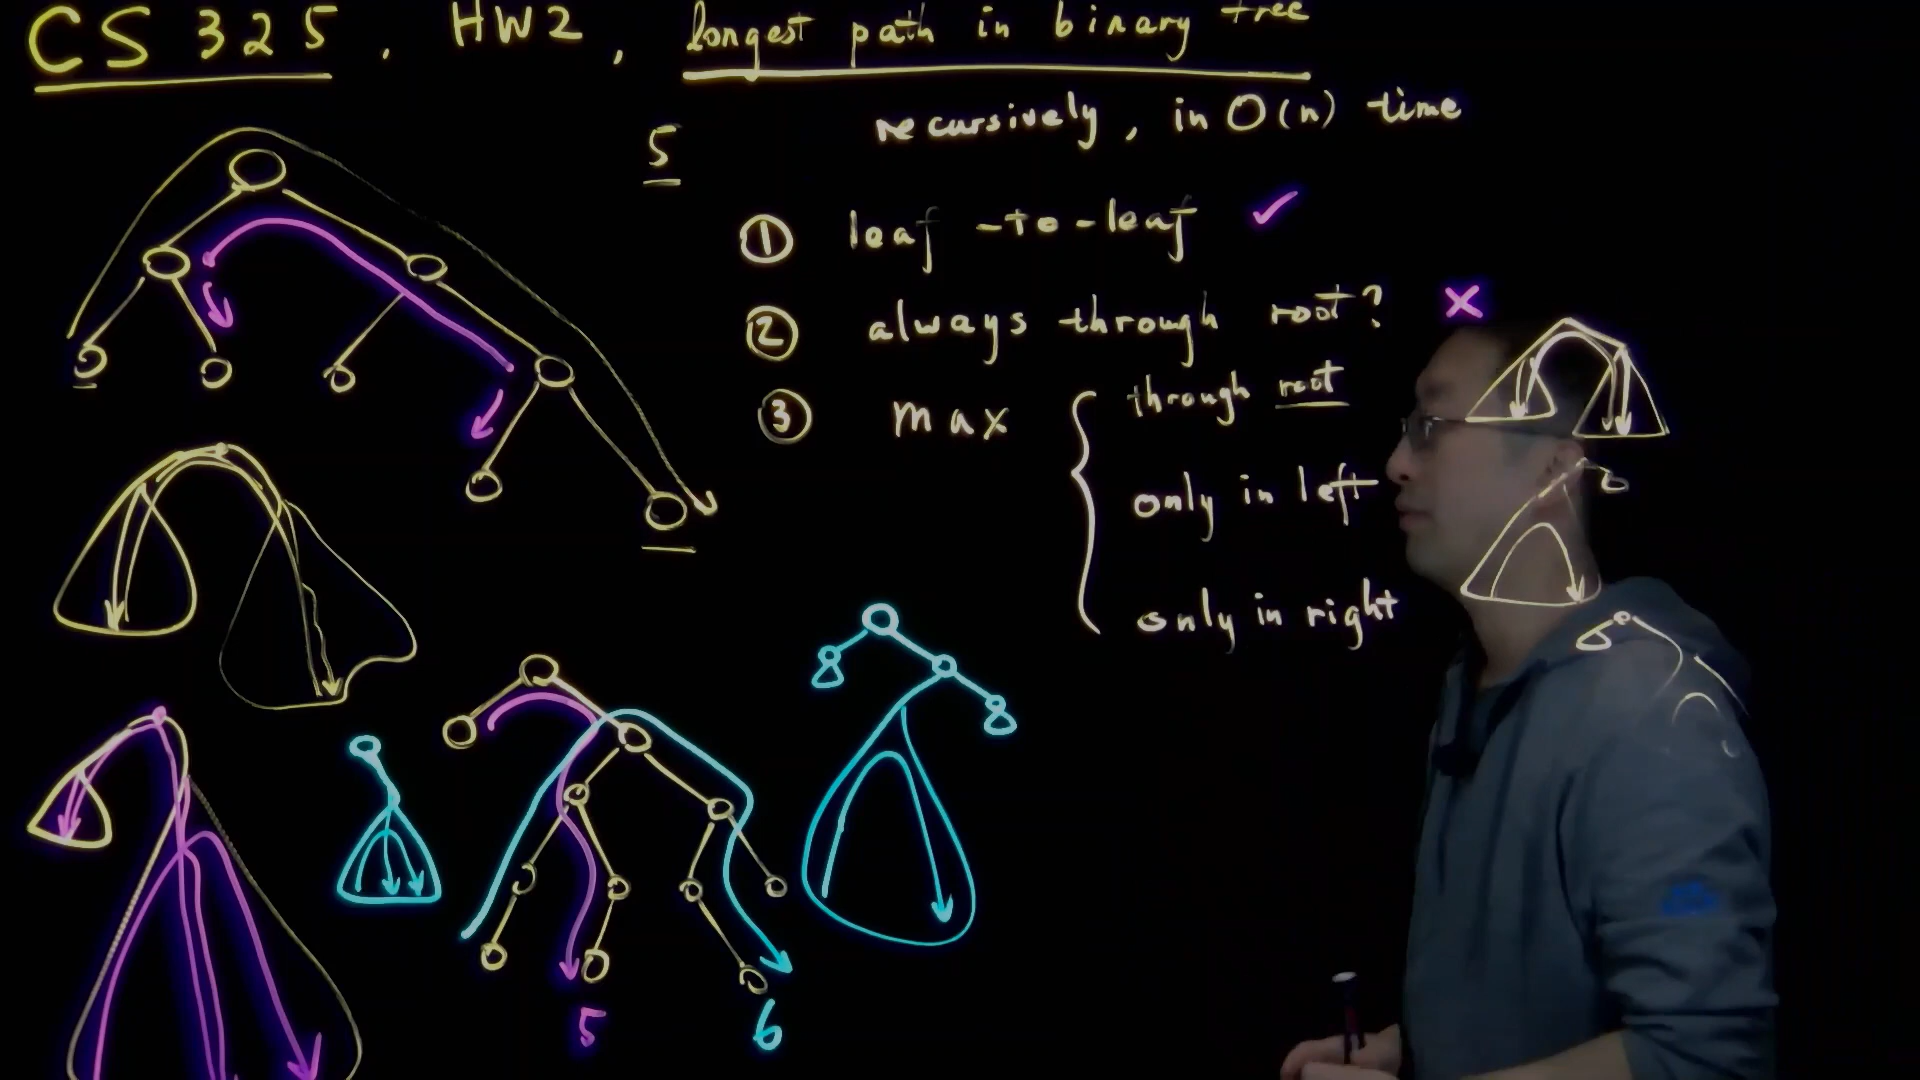 CS 325, HW2, longest path in binary tree
recursively, in O(n) time
5
① leaf-to-leaf ✓
② always through root? ×
③ max { through root
only in left
only in right
5
6